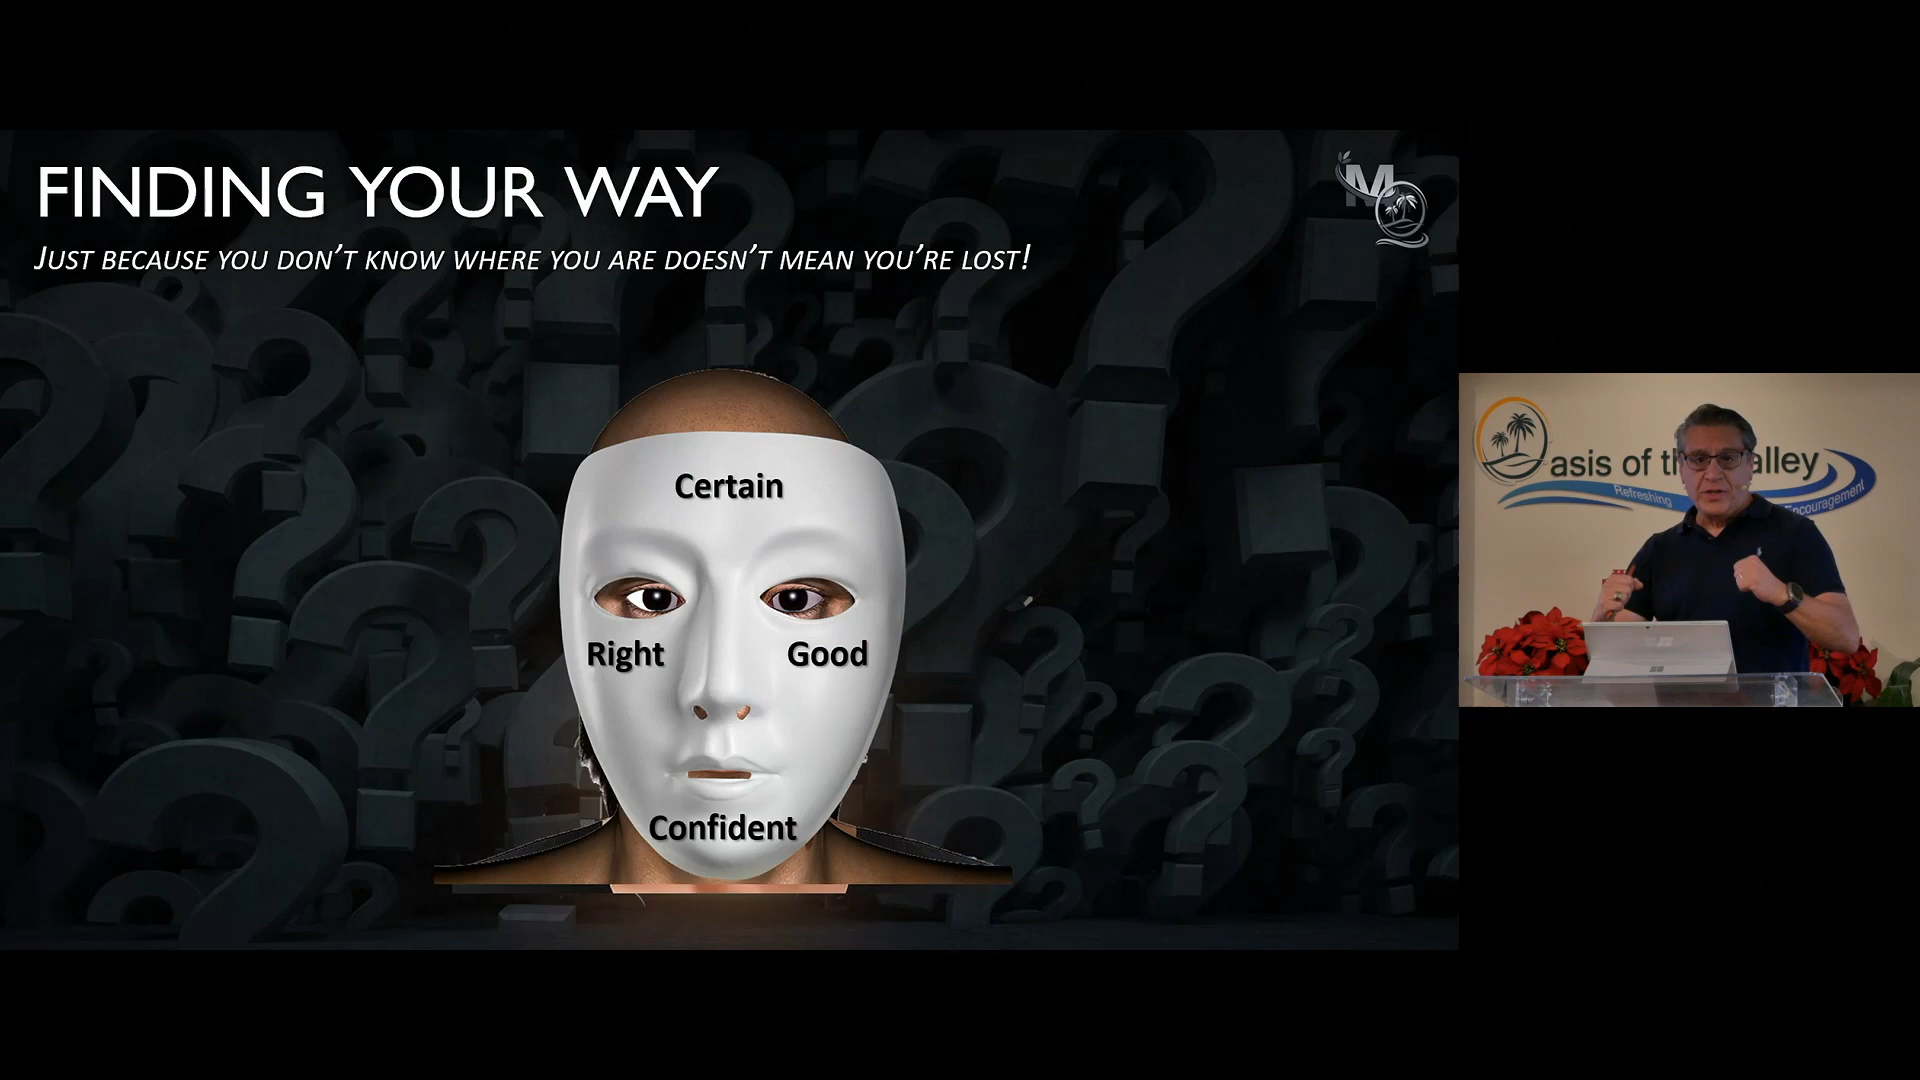 FINDING YOUR WAY
JUST BECAUSE YOU DON'T KNOW WHERE YOU ARE DOESN'T MEAN YOU'RE LOST!
M
Certain
Right Good
Confident
asis of th alley
Refreshing
Encouragement